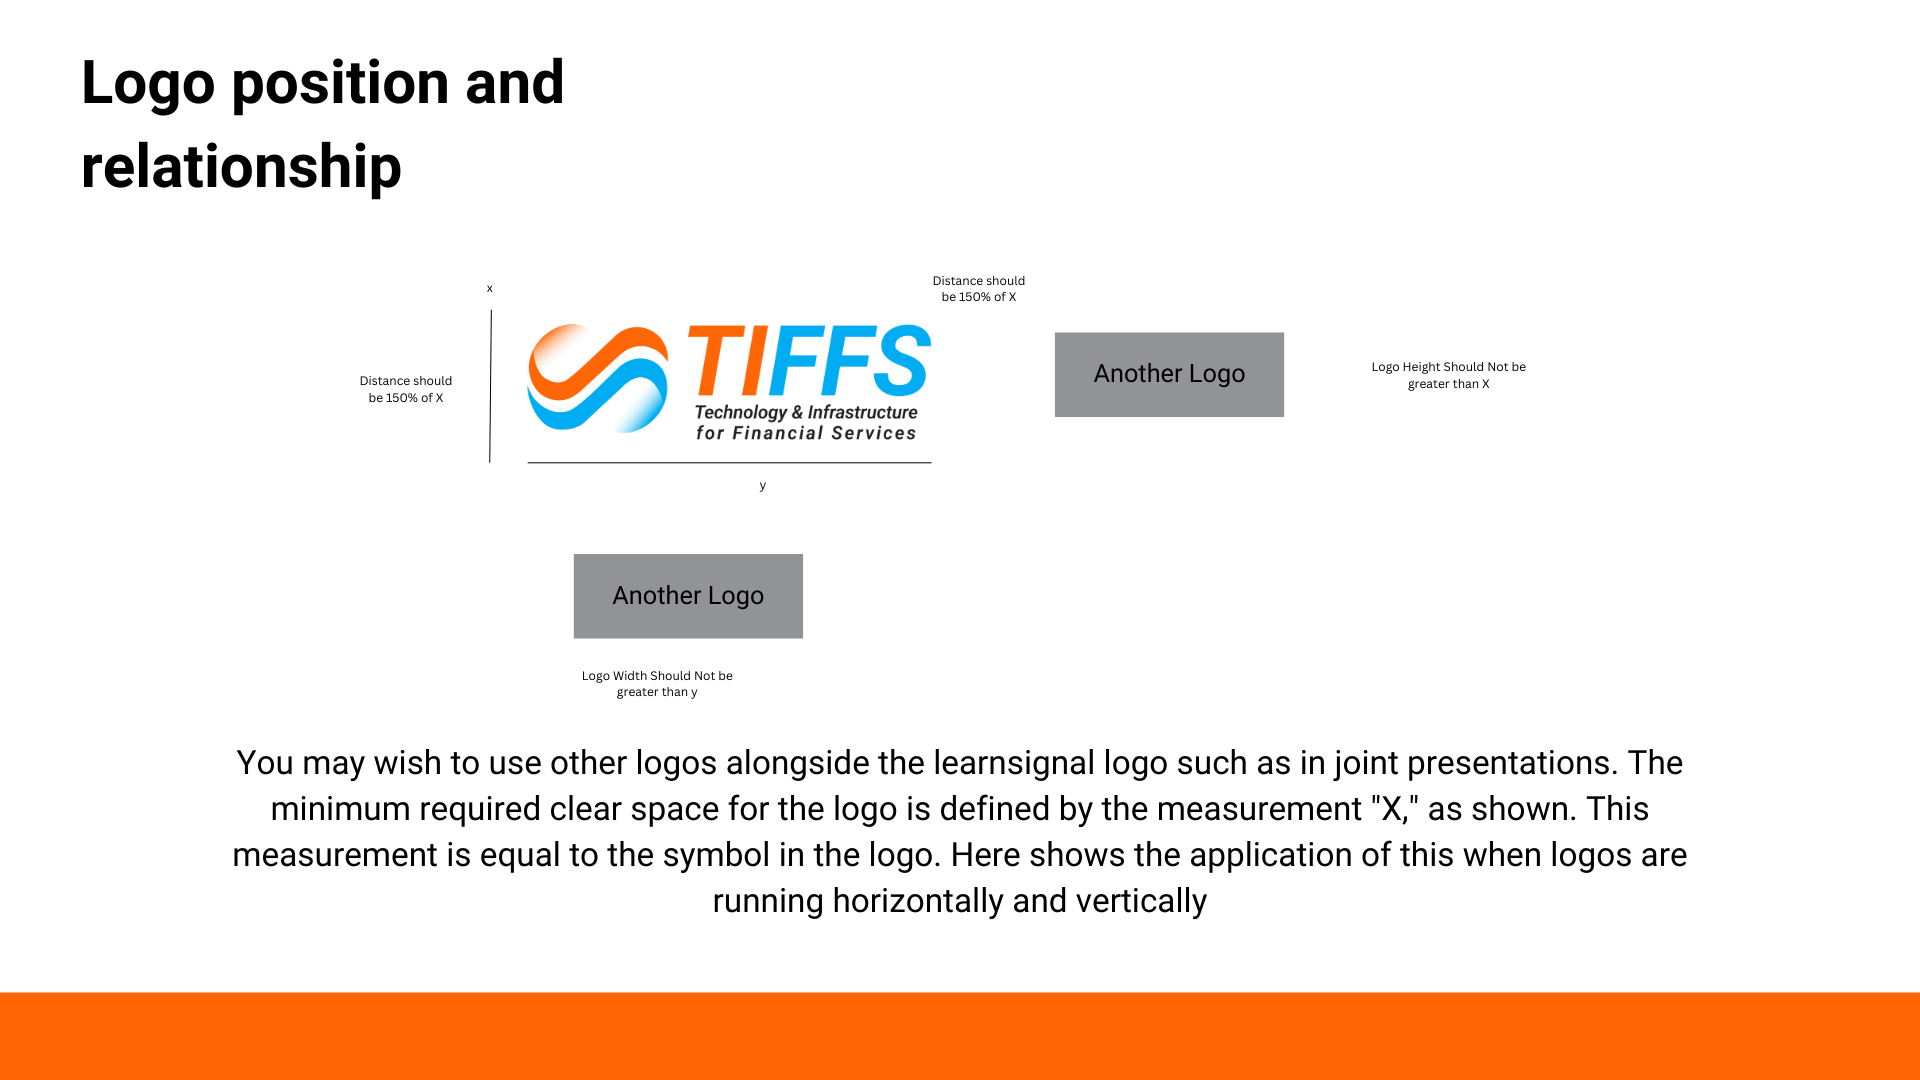 Logo position and
relationship
x
Distance should
be 150% of X
Distance should
be 150% of X
TIFFS
Technology & Infrastructure
for Financial Services
Another Logo
Logo Height Should Not be
greater than X
y
Another Logo
Logo Width Should Not be
greater than y
You may wish to use other logos alongside the learnsignal logo such as in joint presentations. The
minimum required clear space for the logo is defined by the measurement "X," as shown. This
measurement is equal to the symbol in the logo. Here shows the application of this when logos are
running horizontally and vertically